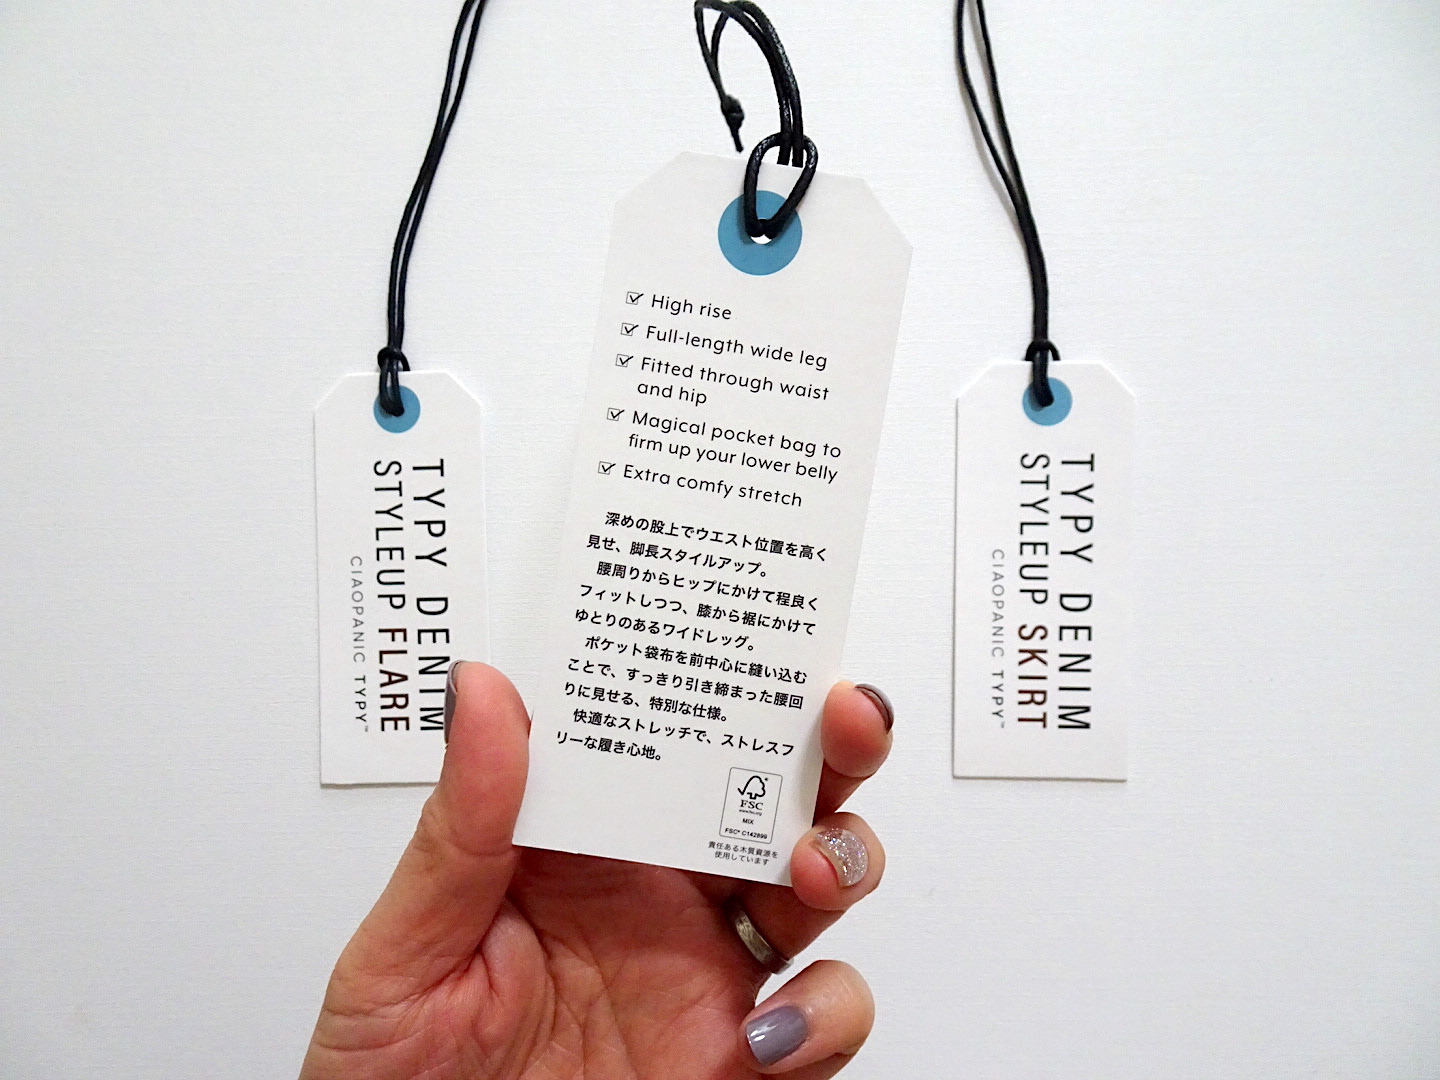 High rise
Full-length wide leg
Fitted through waist
and hip
Magical pocket bag to
firm up your lower belly
Extra comfy stretch
深めの股上でウエスト位置を高く
見せ、脚長スタイルアップ。
腰周りからヒップにかけて程良く
フィットしつつ、膝から裾にかけて
ゆとりのあるワイドレッグ。
ポケット袋布を前中心に縫い込む
ことで、すっきり引き締まった腰回
りに見せる、特別な仕様。
快適なストレッチで、ストレスフ
リーな履き心地。
FSC
www.fsc.org
MIX
FSC® C142899
責任ある木質資源を
使用しています
TYPY DENIM
STYLEUP FLARE
CIAOPANIC TYPY™
TYPY DENIM
STYLEUP SKIRT
CIAOPANIC TYPY™